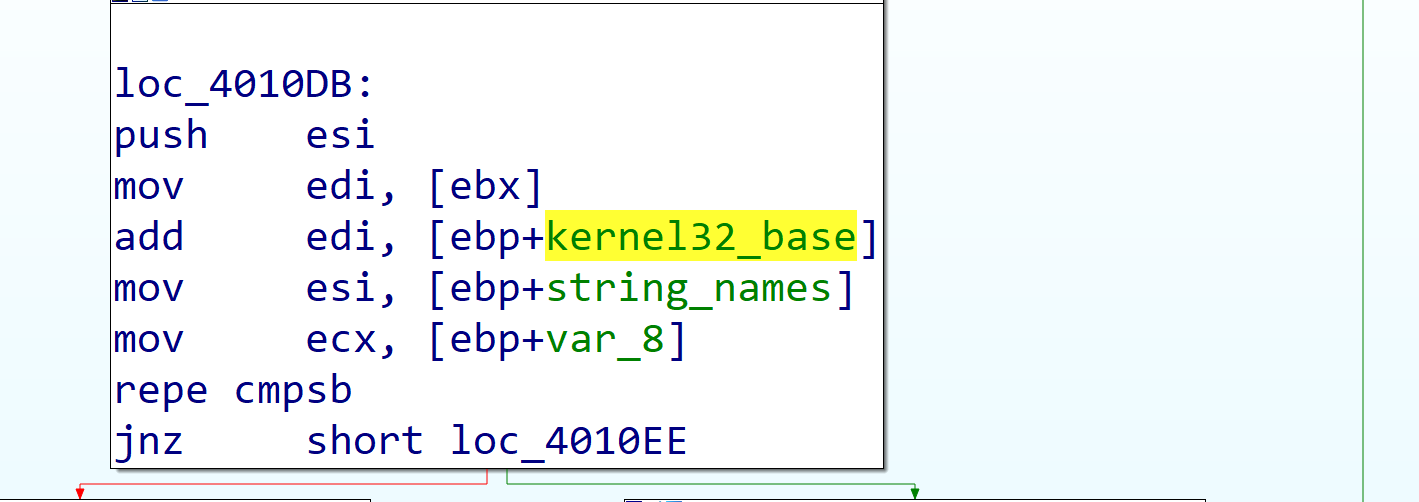 loc_4010DB:
push esi
mov edi, [ebx]
add edi, [ebp+kernel32_base]
mov esi, [ebp+string_names]
mov ecx, [ebp+var_8]
repe cmpsb
jnz short loc_4010EE